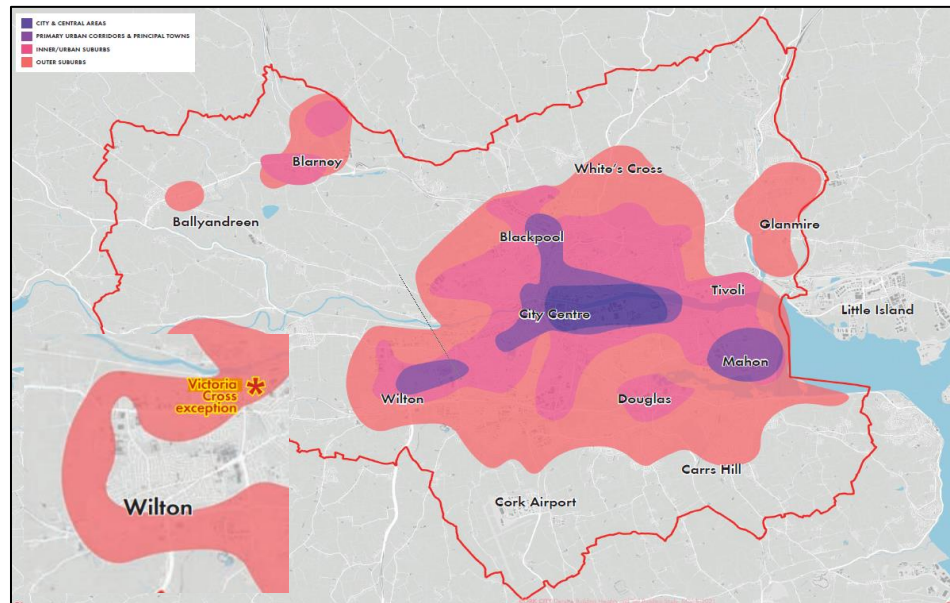 CITY & CENTRAL AREAS
PRIMARY URBAN CORRIDORS & PRINCIPAL TOWNS
INNER/URBAN SUBURBS
OUTER SUBURBS
Blarney
White's Cross
Ballyandreen
Glanmire
Blackpool
Tivoli
City Centre
Little Island
Mahon
Victoria
Cross
exception
*
Wilton
Douglas
Carrs Hill
Wilton
Cork Airport